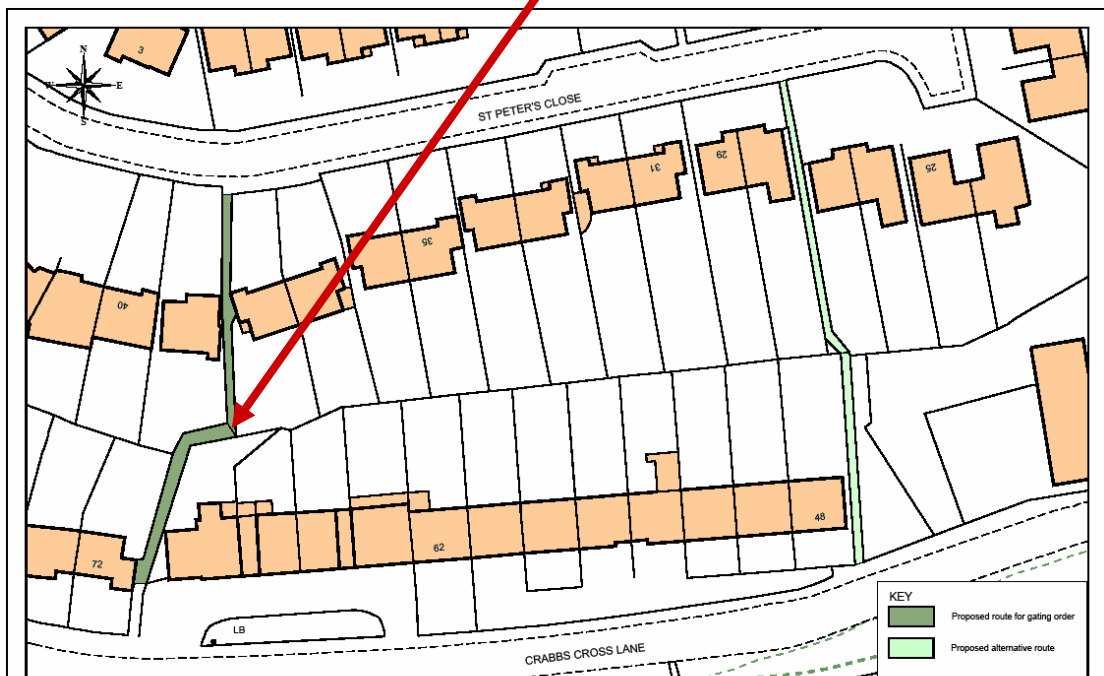 3
N
E
S
ST PETER'S CLOSE
29
31
25
35
40
72
62
48
LB
CRABBS CROSS LANE
KEY
Proposed route for gating order
Proposed alternative route